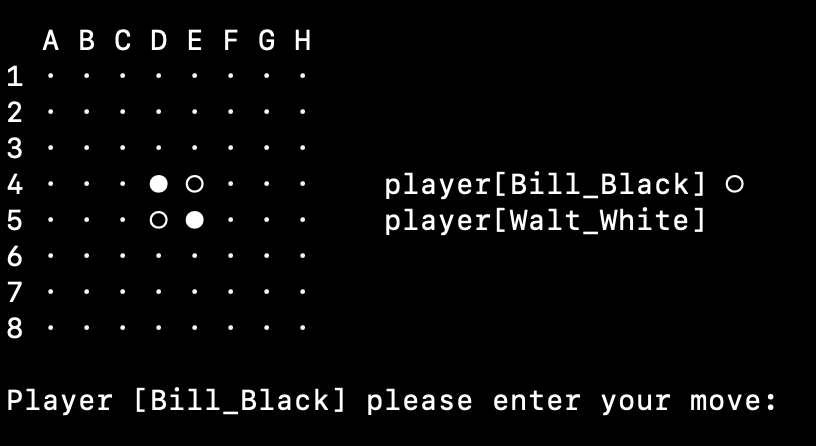 A B C D E F G H
1 · · · · · · · ·
2 · · · · · · · ·
3 · · · · · · · ·
4 · · · ● ○ · · · player[Bill_Black] ○
5 · · · ○ ● · · · player[Walt_White]
6 · · · · · · · ·
7 · · · · · · · ·
8 · · · · · · · ·
Player [Bill_Black] please enter your move: